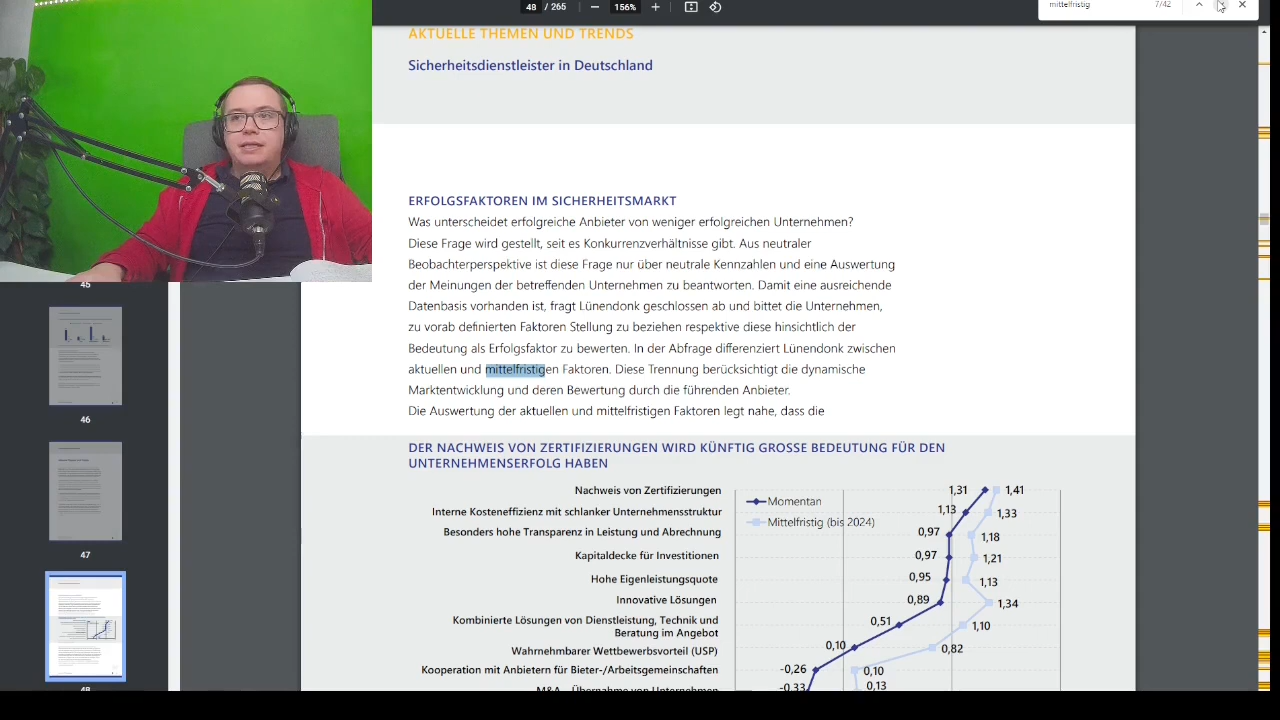 48 / 265
156%
mittelfristig
7/42
AKTUELLE THEMEN UND TRENDS
Sicherheitsdienstleister in Deutschland
ERFOLGSFAKTOREN IM SICHERHEITSMARKT
Was unterscheidet erfolgreiche Anbieter von weniger erfolgreichen Unternehmen?
Diese Frage wird gestellt, seit es Konkurrenzverhältnisse gibt. Aus neutraler
Beobachterperspektive ist diese Frage nur über neutrale Kennzahlen und eine Auswertung
der Meinungen der betreffenden Unternehmen zu beantworten. Damit eine ausreichende
Datenbasis vorhanden ist, fragt Lünendonk geschlossen ab und bittet die Unternehmen,
zu vorab definierten Faktoren Stellung zu beziehen respektive diese hinsichtlich der
Bedeutung als Erfolgsfaktor zu bewerten. In der Abfrage differenziert Lünendonk zwischen
aktuellen und mittelfristigen Faktoren. Diese Trennung berücksichtigt die dynamische
Marktentwicklung und deren Bewertung durch die führenden Anbieter.
Die Auswertung der aktuellen und mittelfristigen Faktoren legt nahe, dass die
DER NACHWEIS VON ZERTIFIZIERUNGEN WIRD KÜNFTIG GROSSE BEDEUTUNG FÜR DEN
UNTERNEHMENSERFOLG HABEN
Momentan
Mittelfristig (bis 2024)
Nachweis von Zertifizierungen 1,31 1,41
Interne Kosteneffizienz mit schlanker Unternehmensstruktur 1,13 1,33
Besonders hohe Transparenz in Leistung und Abrechnung 0,97 1,18
Kapitaldecke für Investitionen 0,97 1,21
Hohe Eigenleistungsquote 0,95 1,13
Innovative Lösungen 0,89 1,34
Kombinierte Lösungen von Dienstleistung, Technik und
Beratung im Angebot 0,51 1,10
Wahrnehmbarer Wettbewerbsvorteil (USP) 0,10 0,82
Kooperation mit Anbietern für Bieter-/Arbeitsgemeinschaften -0,26 0,10
M&A - Übernahme von Unternehmen -0,33 0,13
45
46
47
48